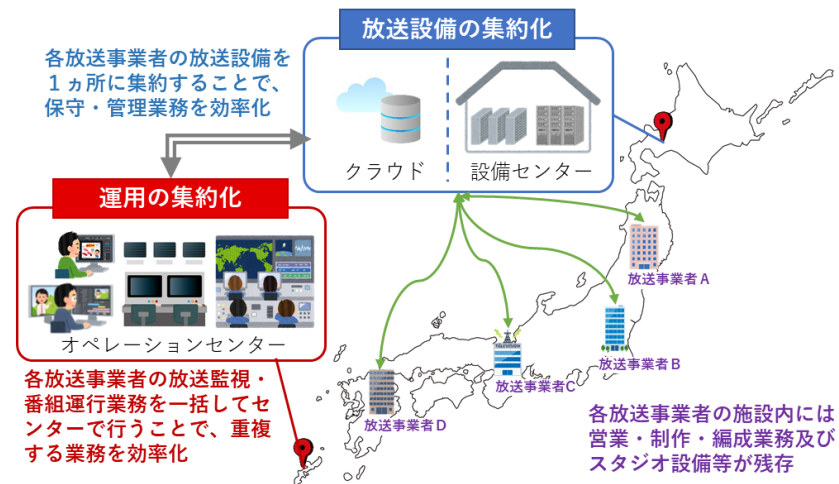 放送設備の集約化
各放送事業者の放送設備を
１ヵ所に集約することで、
保守・管理業務を効率化
クラウド
設備センター
運用の集約化
オペレーションセンター
各放送事業者の放送監視・
番組運行業務を一括してセ
ンターで行うことで、重複
する業務を効率化
放送事業者A
放送事業者B
TELEVISION
放送事業者C
放送事業者D
各放送事業者の施設内には
営業・制作・編成業務及び
スタジオ設備等が残存